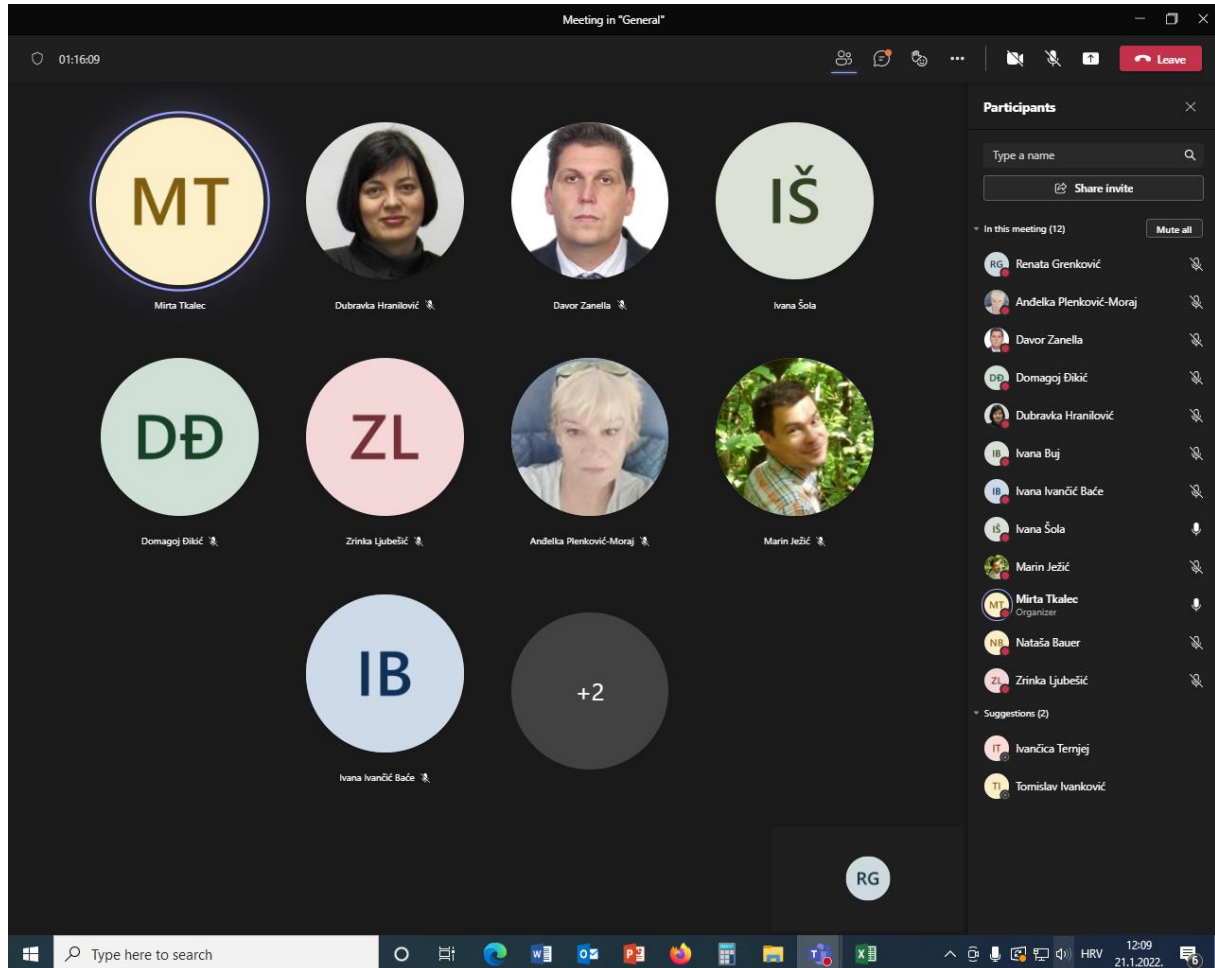 Meeting in "General"
01:16:09
Leave
MT
Mirta Tkalec
Dubravka Hranilović
Davor Zanella
IŠ
Ivana Šola
DĐ
Domagoj Đikić
ZL
Zrinka Ljubešić
Anđelka Plenković-Moraj
Marin Ježić
IB
Ivana Ivančić Baće
+2
RG
Participants
Type a name
Share invite
In this meeting (12)
Mute all
RG Renata Grenković
Anđelka Plenković-Moraj
Davor Zanella
DĐ Domagoj Đikić
Dubravka Hranilović
IB Ivana Buj
IB Ivana Ivančić Baće
IŠ Ivana Šola
Marin Ježić
MT Mirta Tkalec
Organizer
NB Nataša Bauer
ZL Zrinka Ljubešić
Suggestions (2)
IT Ivančica Ternjej
TI Tomislav Ivanković
Type here to search
HRV
12:09
21.1.2022.
6